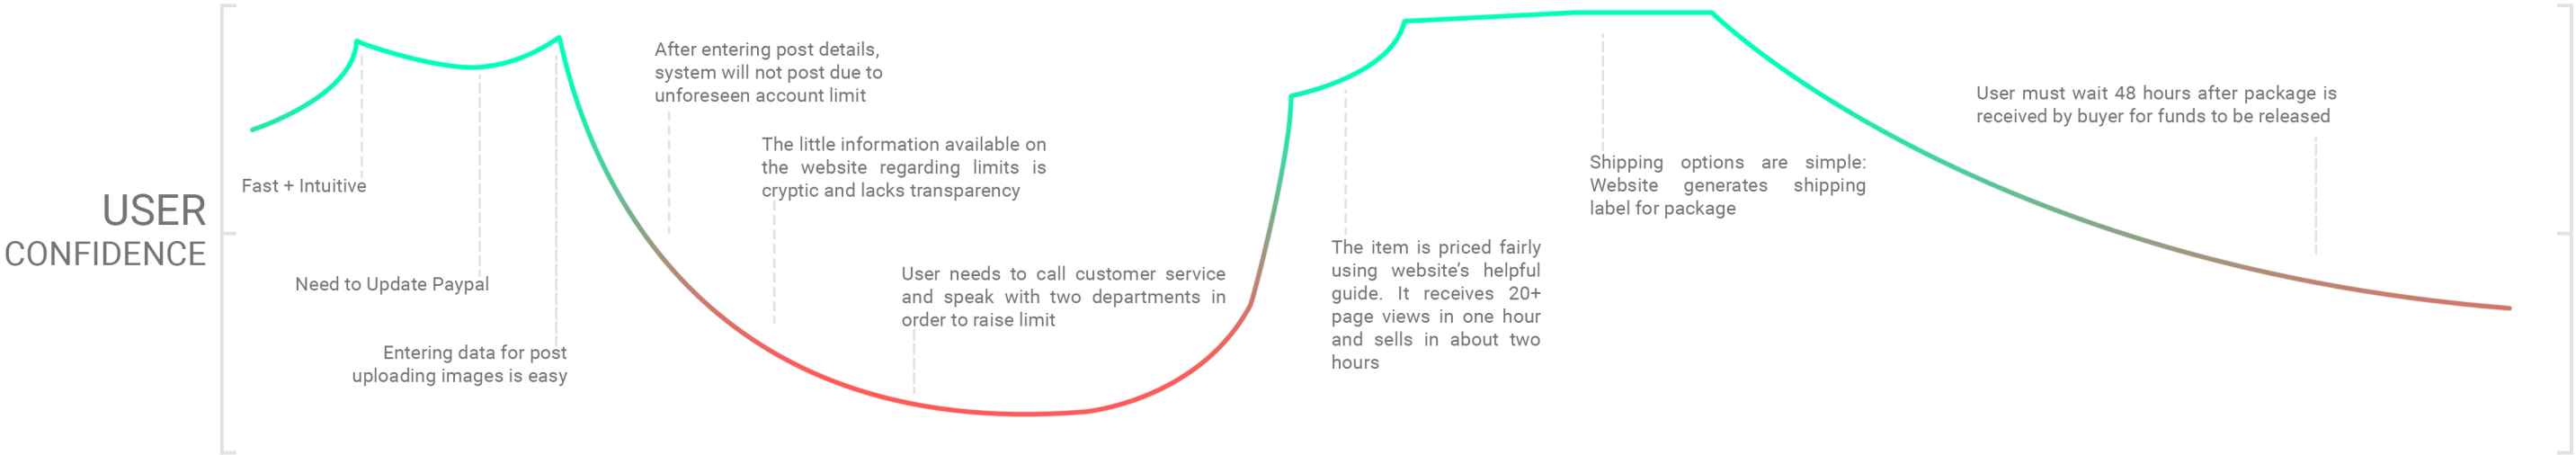 USER
CONFIDENCE
Fast + Intuitive
Need to Update Paypal
Entering data for post
uploading images is easy
After entering post details,
system will not post due to
unforeseen account limit
The little information available on
the website regarding limits is
cryptic and lacks transparency
User needs to call customer service
and speak with two departments in
order to raise limit
The item is priced fairly
using website's helpful
guide. It receives 20+
page views in one hour
and sells in about two
hours
Shipping options are simple:
Website generates shipping
label for package
User must wait 48 hours after package is
received by buyer for funds to be released